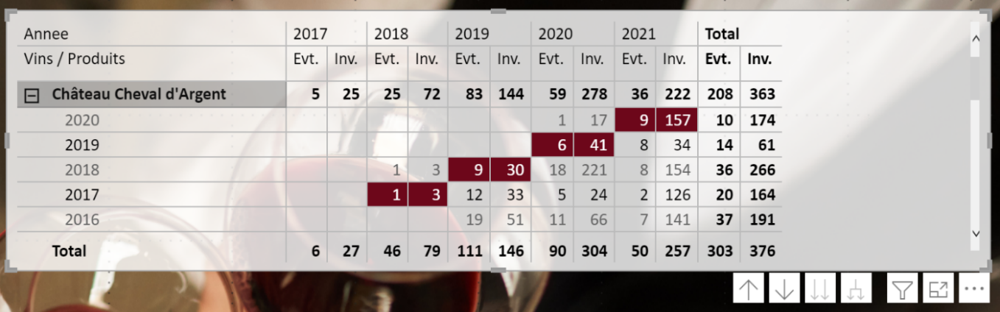 Annee 2017 2018 2019 2020 2021 Total
Vins / Produits Evt. Inv. Evt. Inv. Evt. Inv. Evt. Inv. Evt. Inv. Evt. Inv.
Château Cheval d'Argent 5 25 25 72 83 144 59 278 36 222 208 363
2020 1 17 9 157 10 174
2019 6 41 8 34 14 61
2018 1 3 9 30 18 221 8 154 36 266
2017 1 3 12 33 5 24 2 126 20 164
2016 19 51 11 66 7 141 37 191
Total 6 27 46 79 111 146 90 304 50 257 303 376